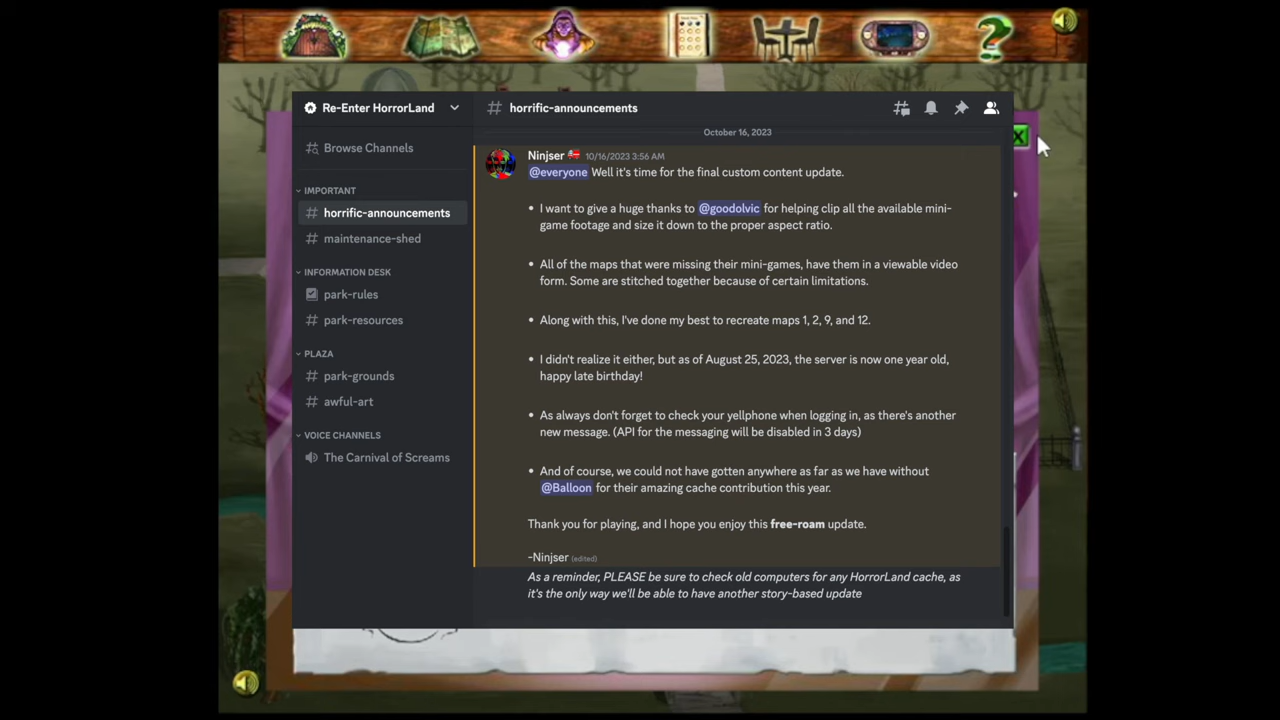 Re-Enter HorrorLand
# horrific-announcements
Browse Channels
IMPORTANT
# horrific-announcements
# maintenance-shed
INFORMATION DESK
park-rules
# park-resources
PLAZA
# park-grounds
# awful-art
VOICE CHANNELS
The Carnival of Screams
October 16, 2023
Ninjser 10/16/2023 3:56 AM
@everyone Well it's time for the final custom content update.
• I want to give a huge thanks to @goodolvic for helping clip all the available mini-
game footage and size it down to the proper aspect ratio.
• All of the maps that were missing their mini-games, have them in a viewable video
form. Some are stitched together because of certain limitations.
• Along with this, I've done my best to recreate maps 1, 2, 9, and 12.
• I didn't realize it either, but as of August 25, 2023, the server is now one year old,
happy late birthday!
• As always don't forget to check your yellphone when logging in, as there's another
new message. (API for the messaging will be disabled in 3 days)
• And of course, we could not have gotten anywhere as far as we have without
@Balloon for their amazing cache contribution this year.
Thank you for playing, and I hope you enjoy this free-roam update.
-Ninjser (edited)
As a reminder, PLEASE be sure to check old computers for any HorrorLand cache, as
it's the only way we'll be able to have another story-based update